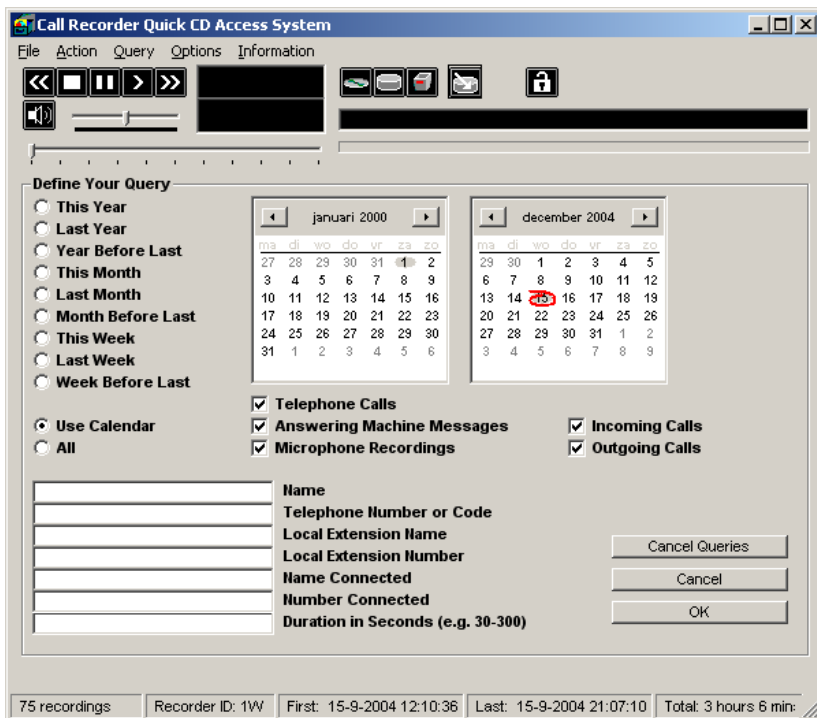 Call Recorder Quick CD Access System
File Action Query Options Information
Define Your Query
This Year
Last Year
Year Before Last
This Month
Last Month
Month Before Last
This Week
Last Week
Week Before Last
Use Calendar
All
januari 2000
ma di wo do vr za zo
27 28 29 30 31 1 2
3 4 5 6 7 8 9
10 11 12 13 14 15 16
17 18 19 20 21 22 23
24 25 26 27 28 29 30
31 1 2 3 4 5 6
december 2004
ma di wo do vr za zo
29 30 1 2 3 4 5
6 7 8 9 10 11 12
13 14 15 16 17 18 19
20 21 22 23 24 25 26
27 28 29 30 31 1 2
3 4 5 6 7 8 9
Telephone Calls
Answering Machine Messages
Microphone Recordings
Incoming Calls
Outgoing Calls
Name
Telephone Number or Code
Local Extension Name
Local Extension Number
Name Connected
Number Connected
Duration in Seconds (e.g. 30-300)
Cancel Queries
Cancel
OK
75 recordings
Recorder ID: 1W
First: 15-9-2004 12:10:36
Last: 15-9-2004 21:07:10
Total: 3 hours 6 min